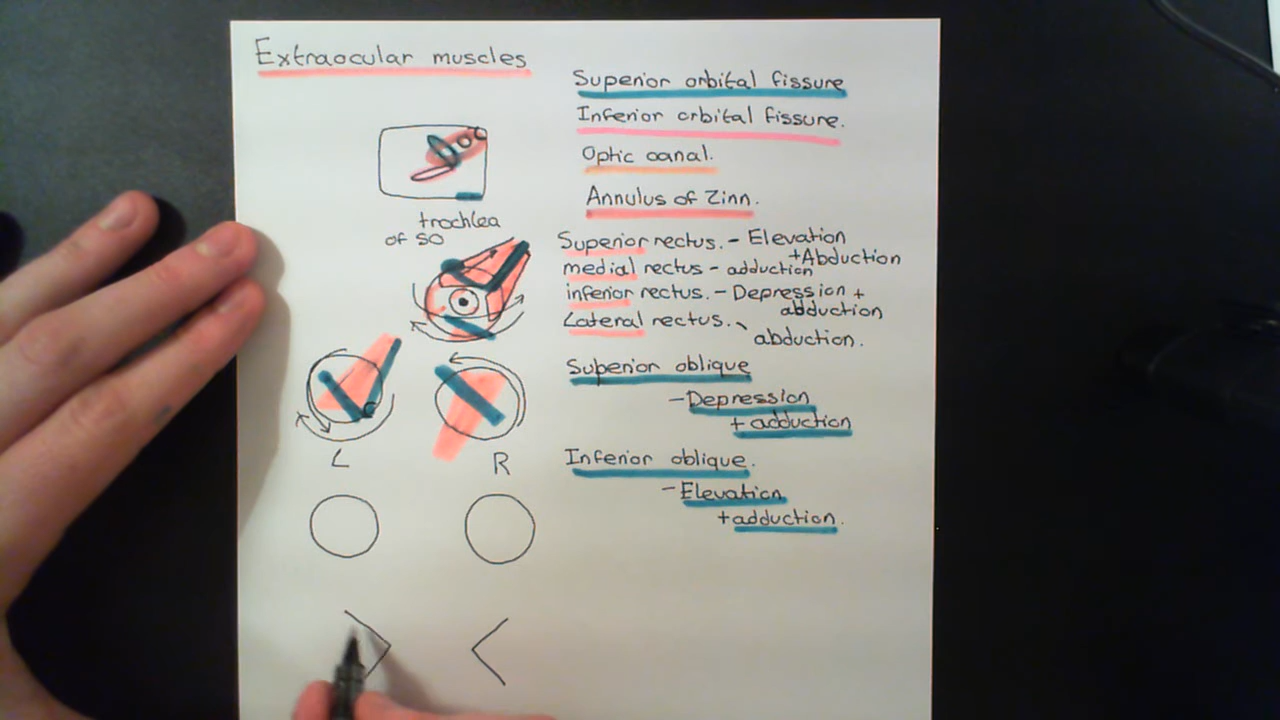 Extraocular muscles
Superior orbital fissure
Inferior orbital fissure.
Optic canal.
Annulus of Zinn.
trochlea
of SO
Superior rectus. - Elevation
+Abduction
medial rectus - adduction
inferior rectus. - Depression +
abduction
Lateral rectus.
abduction.
Superior oblique
- Depression
+ adduction
L
R
Inferior oblique.
- Elevation
+ adduction.